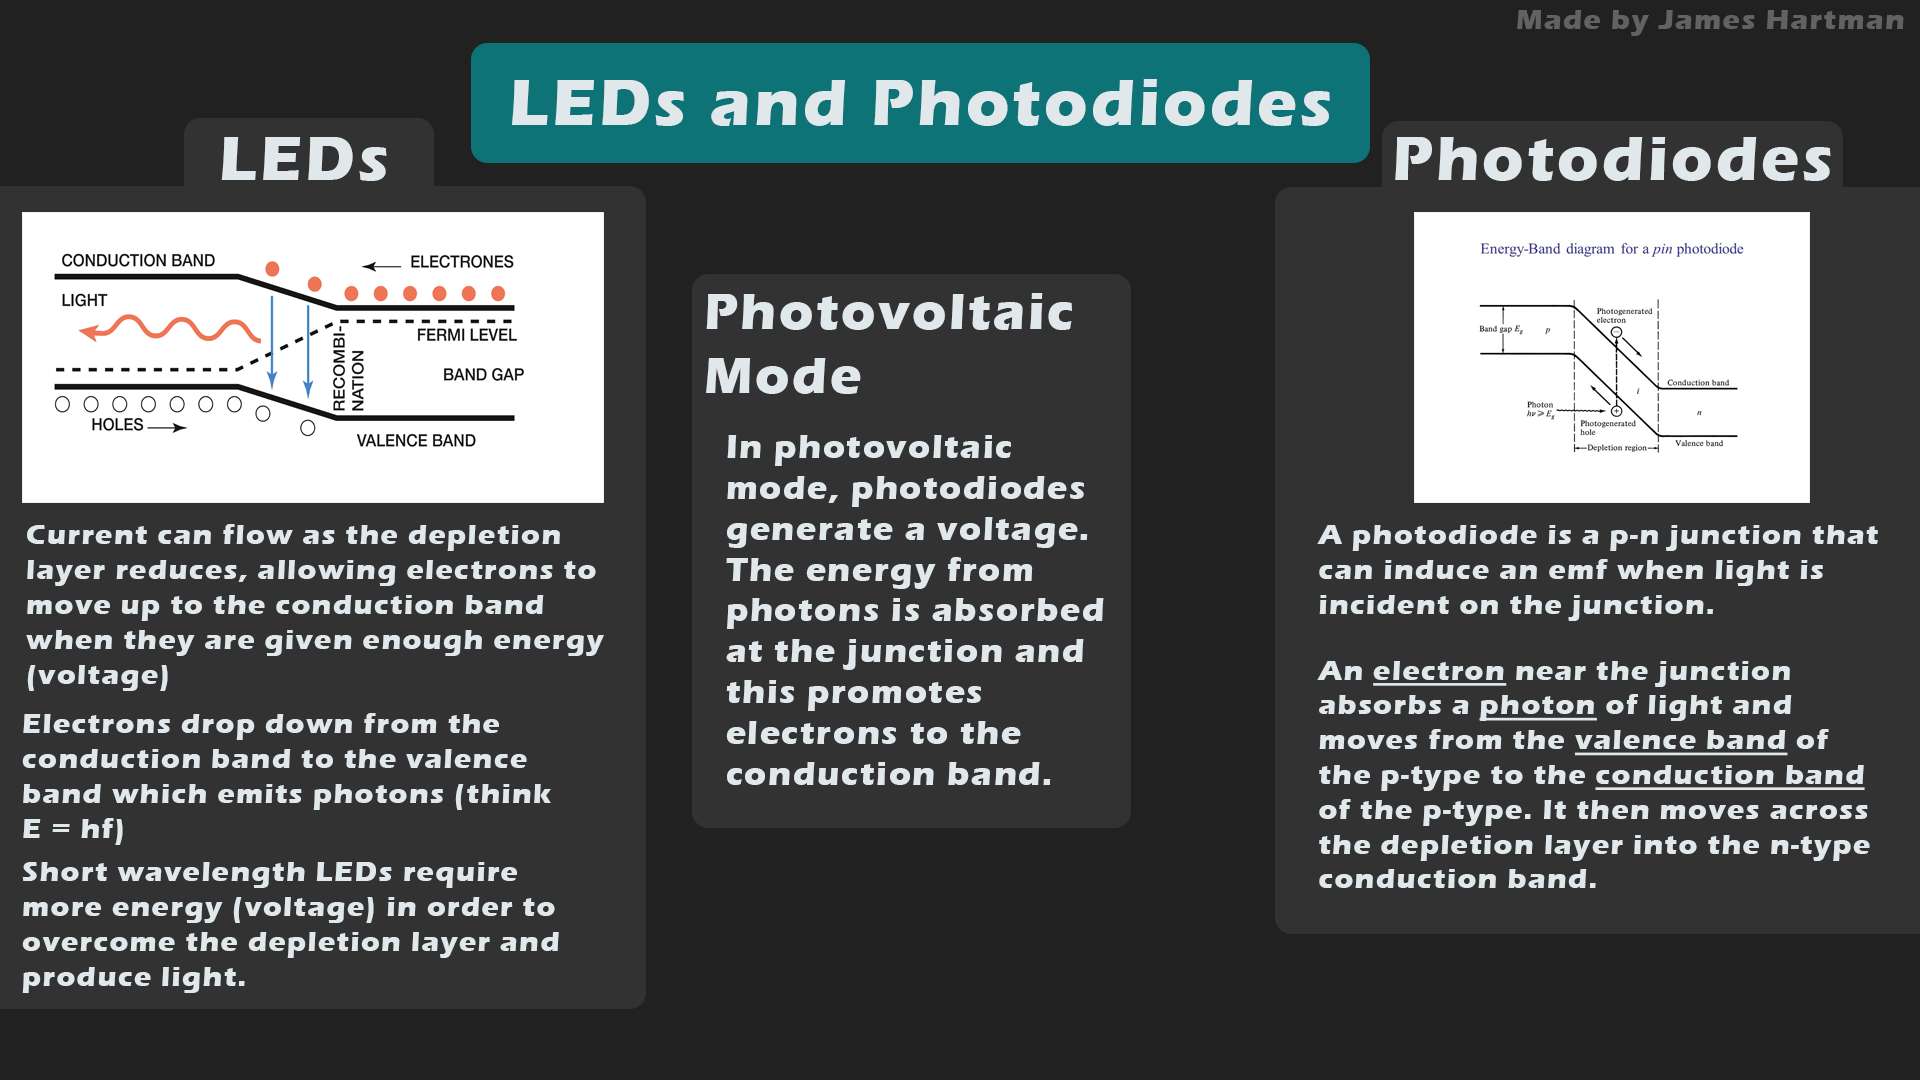 Made by James Hartman
LEDs and Photodiodes
LEDs
CONDUCTION BAND
ELECTRONES
LIGHT
FERMI LEVEL
RECOMBI-
NATION
BAND GAP
HOLES
VALENCE BAND
Current can flow as the depletion
layer reduces, allowing electrons to
move up to the conduction band
when they are given enough energy
(voltage)
Electrons drop down from the
conduction band to the valence
band which emits photons (think
E = hf)
Short wavelength LEDs require
more energy (voltage) in order to
overcome the depletion layer and
produce light.
Photovoltaic
Mode
In photovoltaic
mode, photodiodes
generate a voltage.
The energy from
photons is absorbed
at the junction and
this promotes
electrons to the
conduction band.
Photodiodes
Energy-Band diagram for a pin photodiode
Photogenerated
electron
Band gap Eg
p
Conduction band
i
Photon
hν ⩾ Eg
n
Photogenerated
hole
Valence band
Depletion region
A photodiode is a p-n junction that
can induce an emf when light is
incident on the junction.
An electron near the junction
absorbs a photon of light and
moves from the valence band of
the p-type to the conduction band
of the p-type. It then moves across
the depletion layer into the n-type
conduction band.